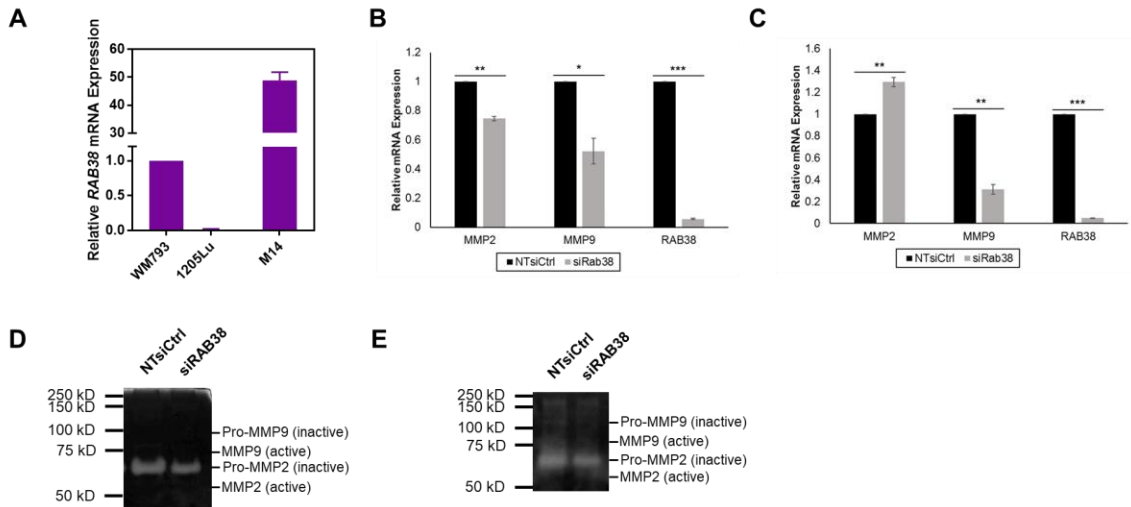 A
Relative RAB38 mRNA Expression
60
50
40
30
1.0
0.5
0.0
WM793
1205Lu
M14
B
Relative mRNA Expression
1.2
1
0.8
0.6
0.4
0.2
0
**
*
***
MMP2
MMP9
RAB38
NTsiCtrl siRab38
C
Relative mRNA Expression
1.6
1.4
1.2
1
0.8
0.6
0.4
0.2
0
**
**
***
MMP2
MMP9
RAB38
NTsiCtrl siRab38
D
NTsiCtrl
siRAB38
250 kD
150 kD
100 kD
75 kD
50 kD
Pro-MMP9 (inactive)
MMP9 (active)
Pro-MMP2 (inactive)
MMP2 (active)
E
NTsiCtrl
siRAB38
250 kD
150 kD
100 kD
75 kD
50 kD
Pro-MMP9 (inactive)
MMP9 (active)
Pro-MMP2 (inactive)
MMP2 (active)